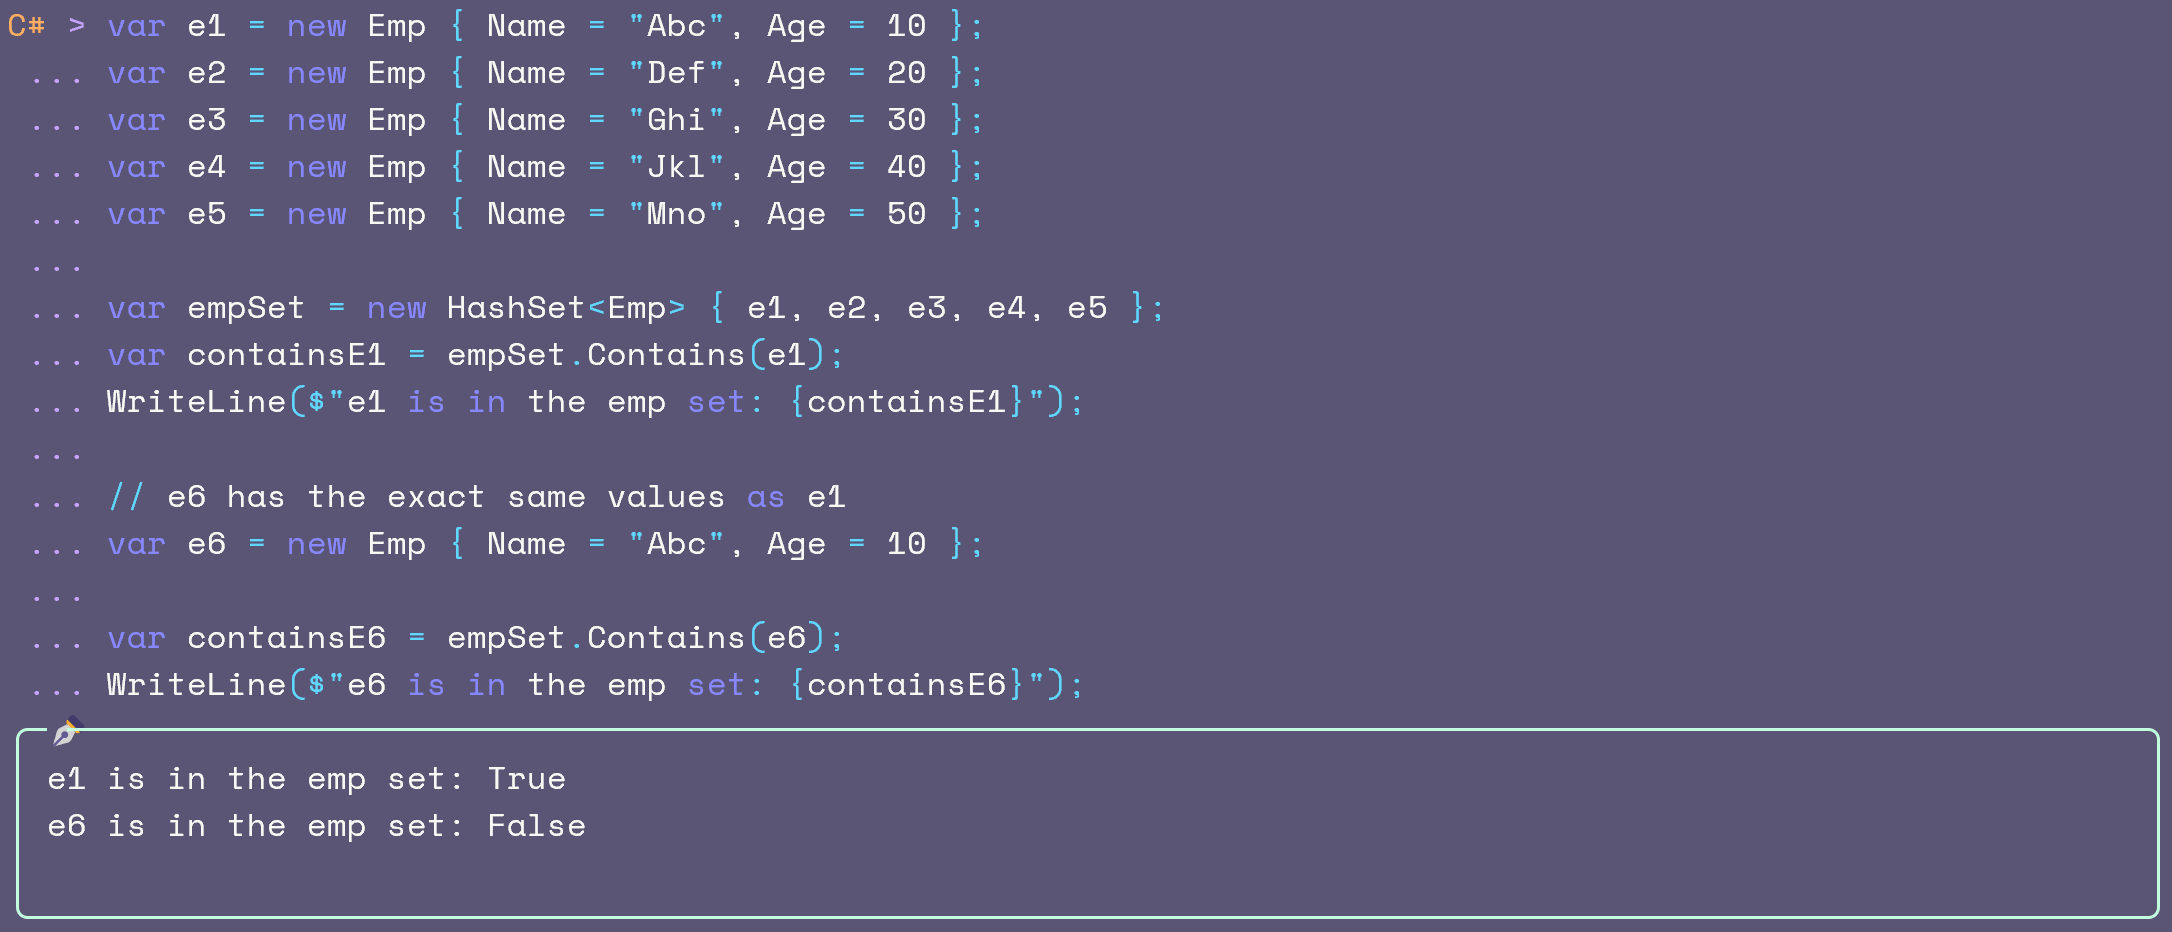 C# > var e1 = new Emp { Name = "Abc", Age = 10 };
... var e2 = new Emp { Name = "Def", Age = 20 };
... var e3 = new Emp { Name = "Ghi", Age = 30 };
... var e4 = new Emp { Name = "Jkl", Age = 40 };
... var e5 = new Emp { Name = "Mno", Age = 50 };
...
... var empSet = new HashSet<Emp> { e1, e2, e3, e4, e5 };
... var containsE1 = empSet.Contains(e1);
... WriteLine($"e1 is in the emp set: {containsE1}");
...
... // e6 has the exact same values as e1
... var e6 = new Emp { Name = "Abc", Age = 10 };
...
... var containsE6 = empSet.Contains(e6);
... WriteLine($"e6 is in the emp set: {containsE6}");
e1 is in the emp set: True
e6 is in the emp set: False